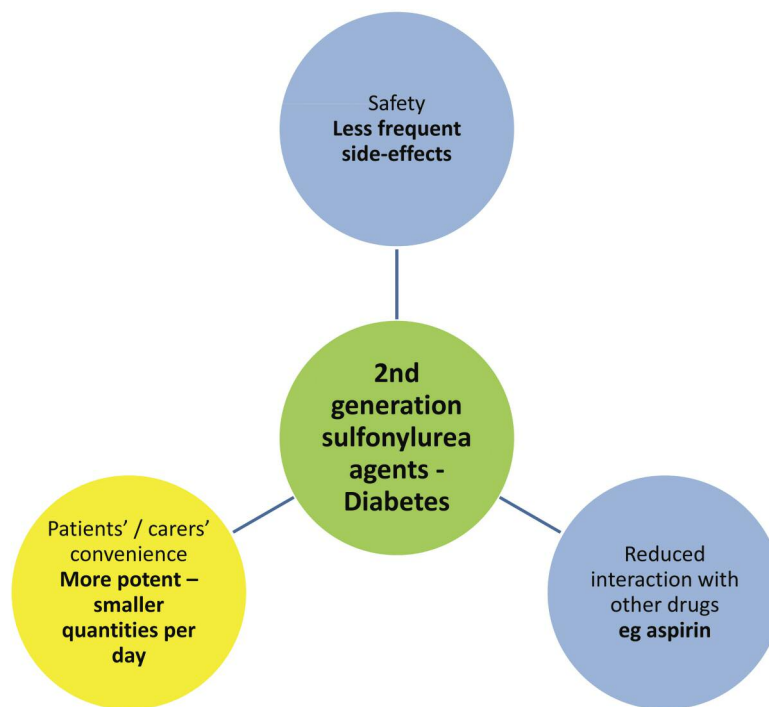 Safety
Less frequent
side-effects
2nd
generation
sulfonylurea
agents -
Diabetes
Patients’ / carers’
convenience
More potent –
smaller
quantities per
day
Reduced
interaction with
other drugs
eg aspirin